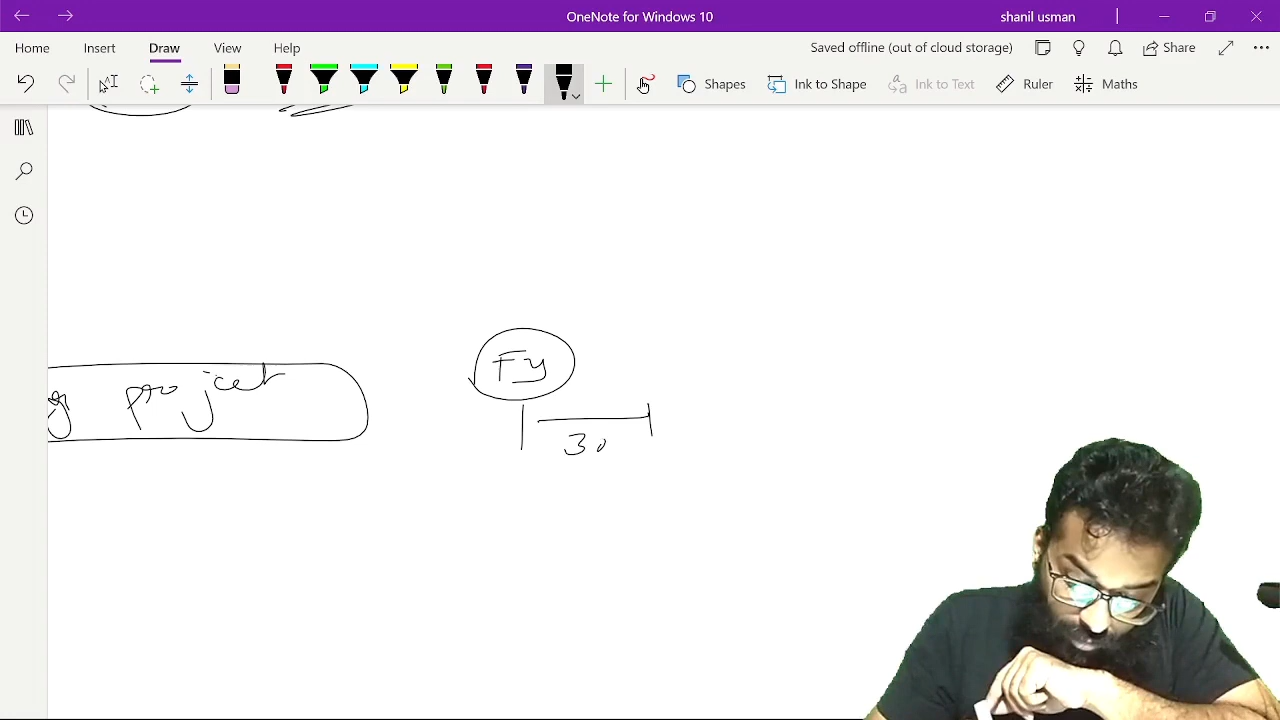 OneNote for Windows 10
shanil usman
Home Insert Draw View Help
Saved offline (out of cloud storage)
Share
Shapes
Ink to Shape
Ink to Text
Ruler
Maths
projcet
Fy
30